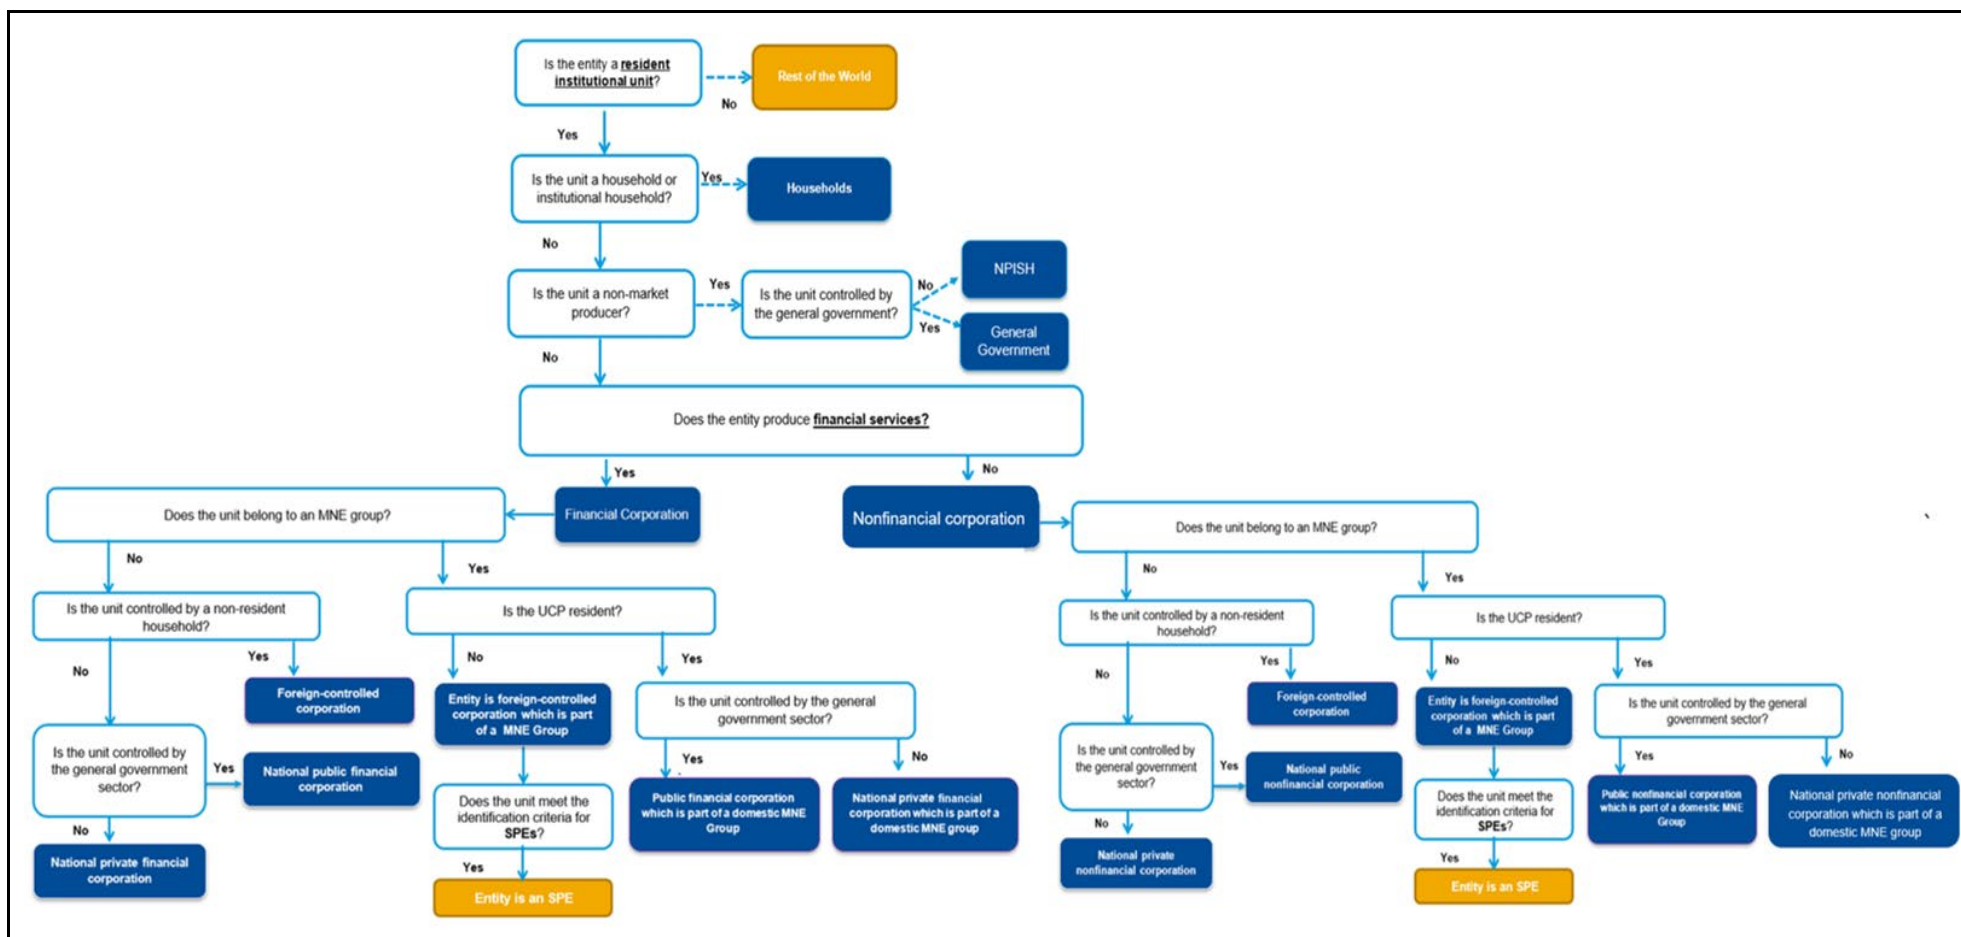 Is the entity a resident
institutional unit?
No
Rest of the World
Yes
Is the unit a household or
institutional household?
Yes
Households
No
Is the unit a non-market
producer?
Yes
Is the unit controlled by
the general government?
No
NPISH
Yes
General
Government
No
Does the entity produce financial services?
Yes
No
Financial Corporation
Nonfinancial corporation
Does the unit belong to an MNE group?
No
Yes
Is the unit controlled by a non-resident
household?
Yes
Foreign-controlled
corporation
No
Is the unit controlled by
the general government
sector?
Yes
National public financial
corporation
No
National private financial
corporation
Is the UCP resident?
No
Entity is foreign-controlled
corporation which is part
of a MNE Group
Does the unit meet the
identification criteria for
SPEs?
Yes
Entity is an SPE
Yes
Is the unit controlled by the general
government sector?
Yes
Public financial corporation
which is part of a domestic MNE
Group
No
National private financial
corporation which is part of a
domestic MNE group
Does the unit belong to an MNE group?
No
Yes
Is the unit controlled by a non-resident
household?
Yes
Foreign-controlled
corporation
No
Is the unit controlled by
the general government
sector?
Yes
National public
nonfinancial corporation
No
National private
nonfinancial corporation
Is the UCP resident?
No
Entity is foreign-controlled
corporation which is part
of a MNE Group
Does the unit meet the
identification criteria for
SPEs?
Yes
Entity is an SPE
Yes
Is the unit controlled by the general
government sector?
Yes
Public nonfinancial corporation
which is part of a domestic MNE
Group
No
National private nonfinancial
corporation which is part of a
domestic MNE group